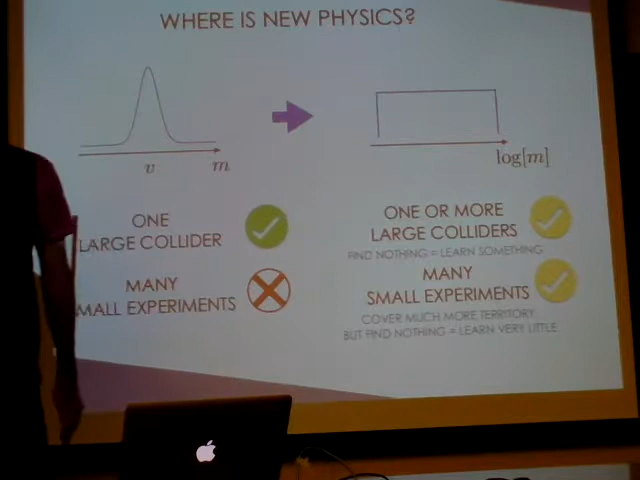 WHERE IS NEW PHYSICS?
v
m
log[m]
ONE
LARGE COLLIDER
MANY
MALL EXPERIMENTS
ONE OR MORE
LARGE COLLIDERS
FIND NOTHING = LEARN SOMETHING
MANY
SMALL EXPERIMENTS
COVER MUCH MORE TERRITORY,
BUT FIND NOTHING = LEARN VERY LITTLE